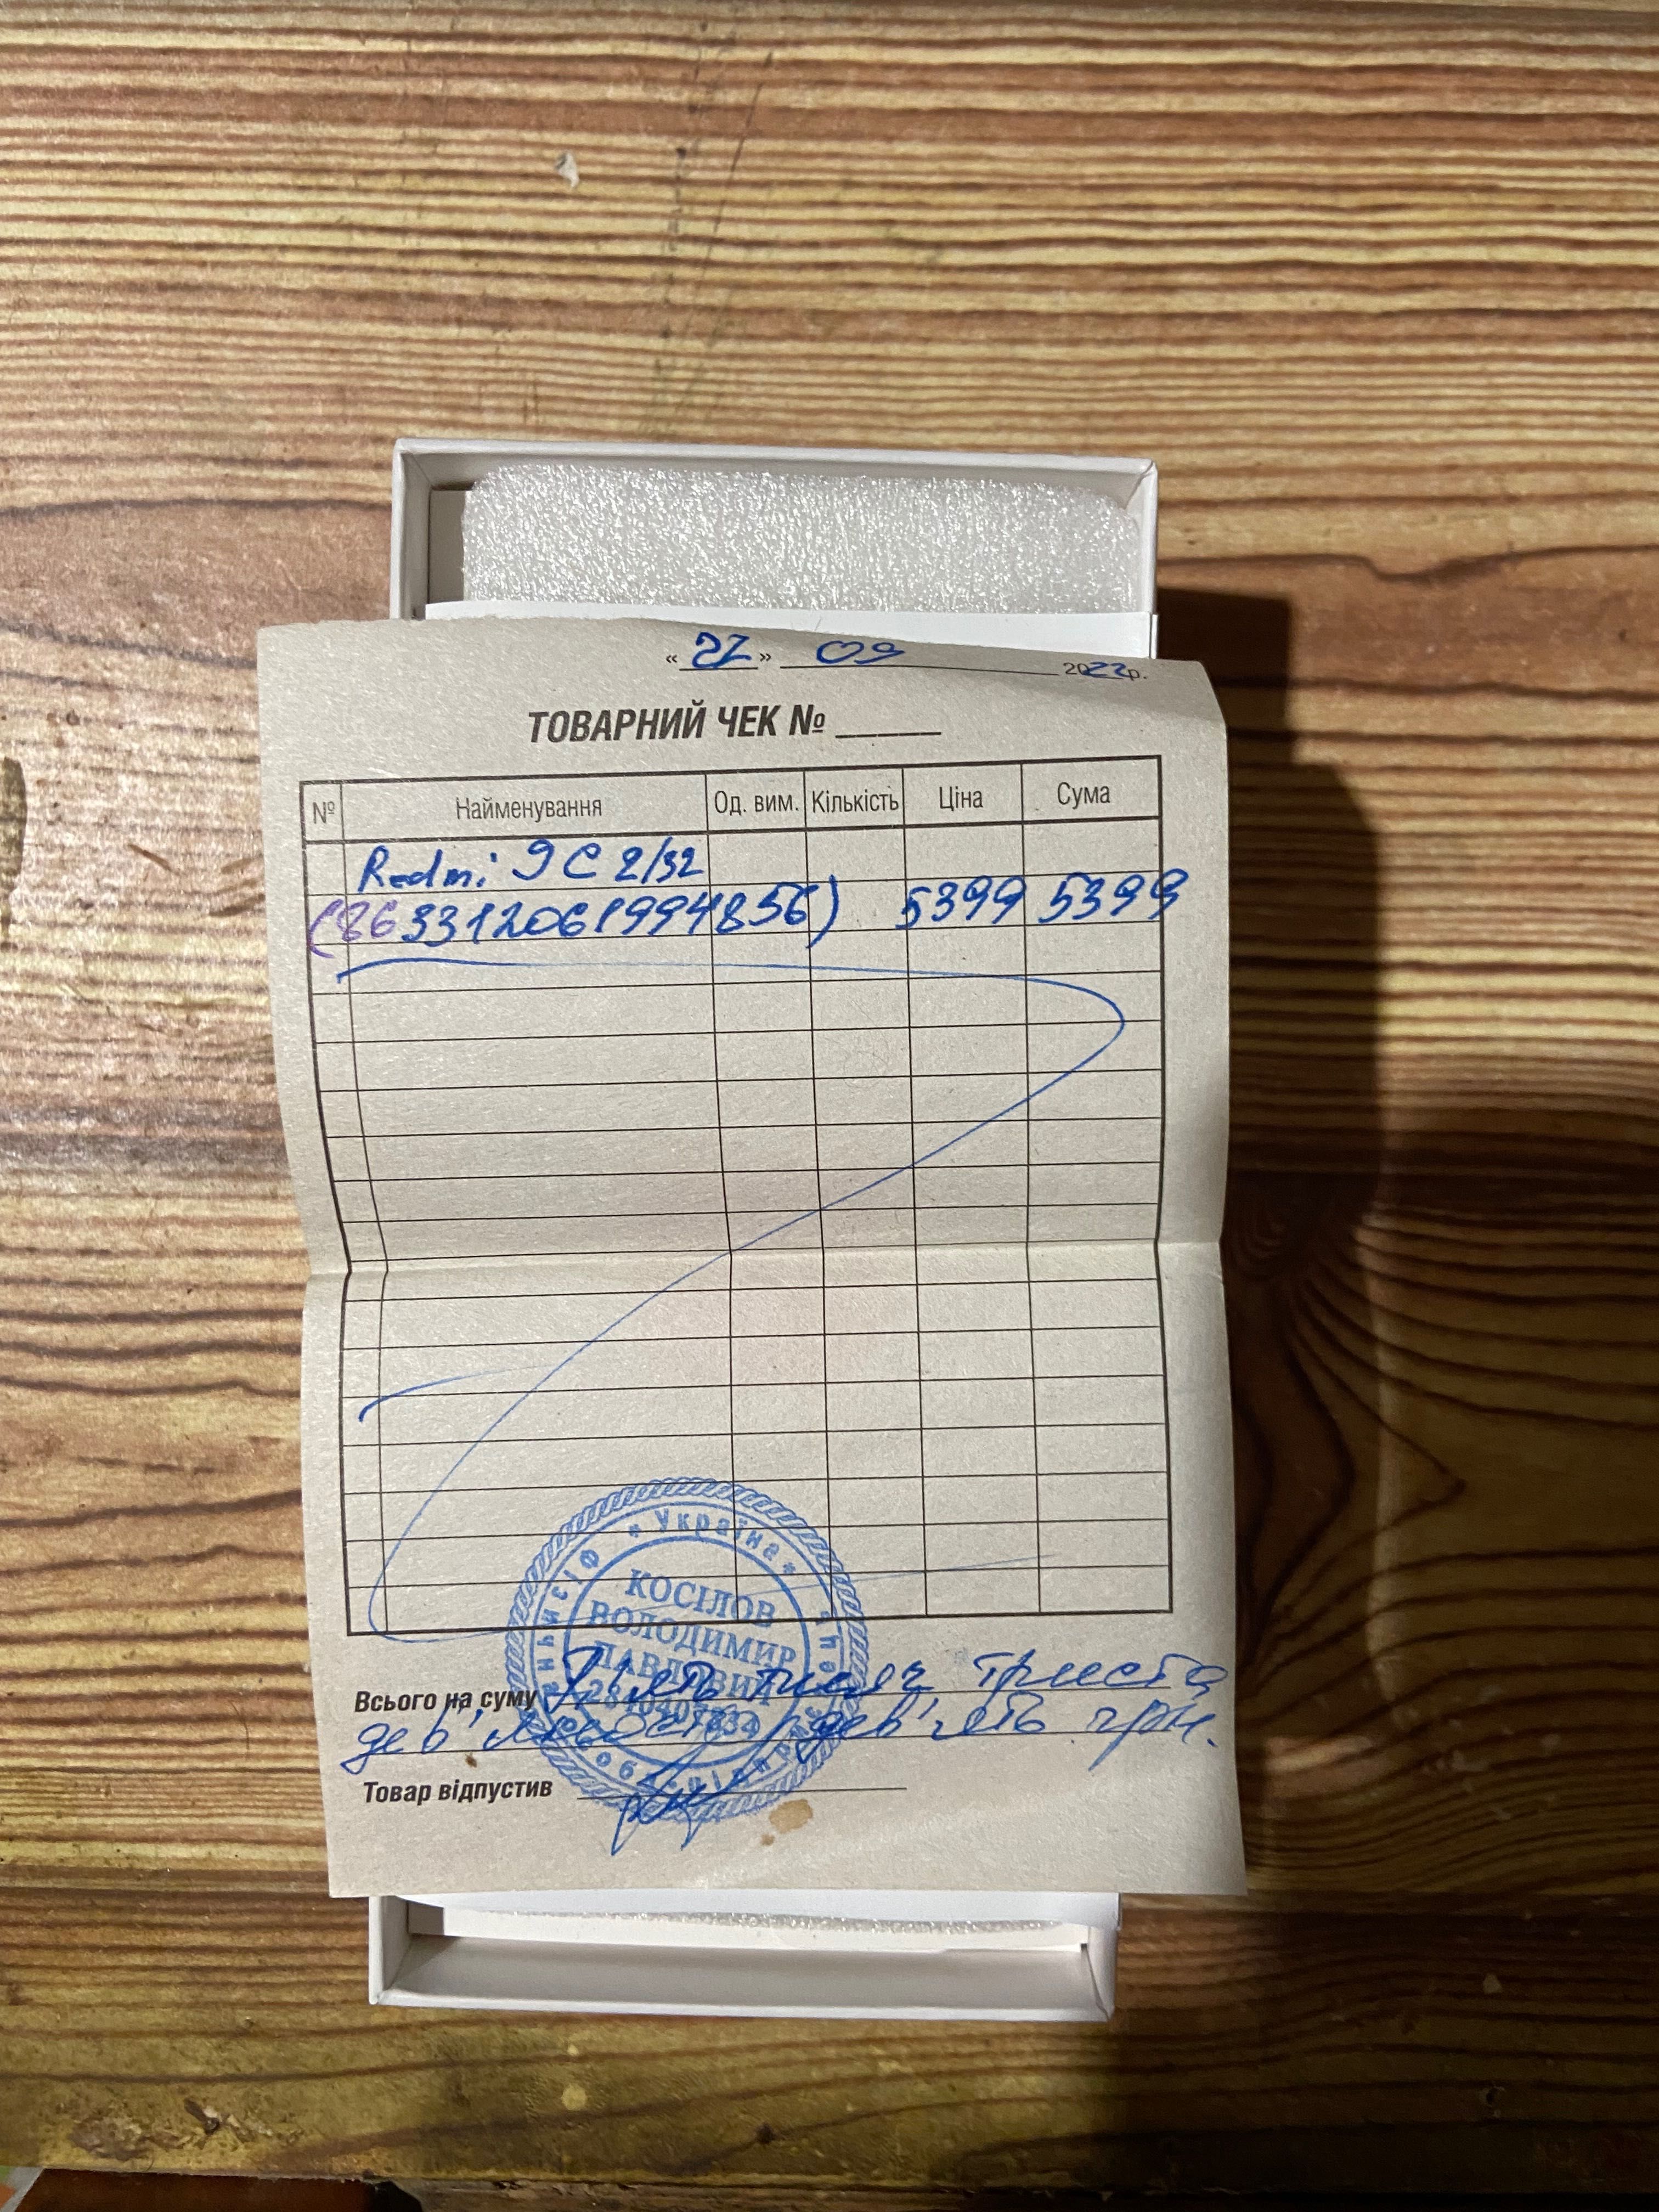 « 27 » 09 2022р.
ТОВАРНИЙ ЧЕК №
№ Найменування Од. вим. Кількість Ціна Сума
Redmi 9C 2/32
(863312061994856) 5399 5399
Україна
КОСІЛОВ
ВОЛОДИМИР
ПАВЛОВИЧ
Всього на суму П'ять тисяч триста
дев'яносто дев'ять грн.
Товар відпустив